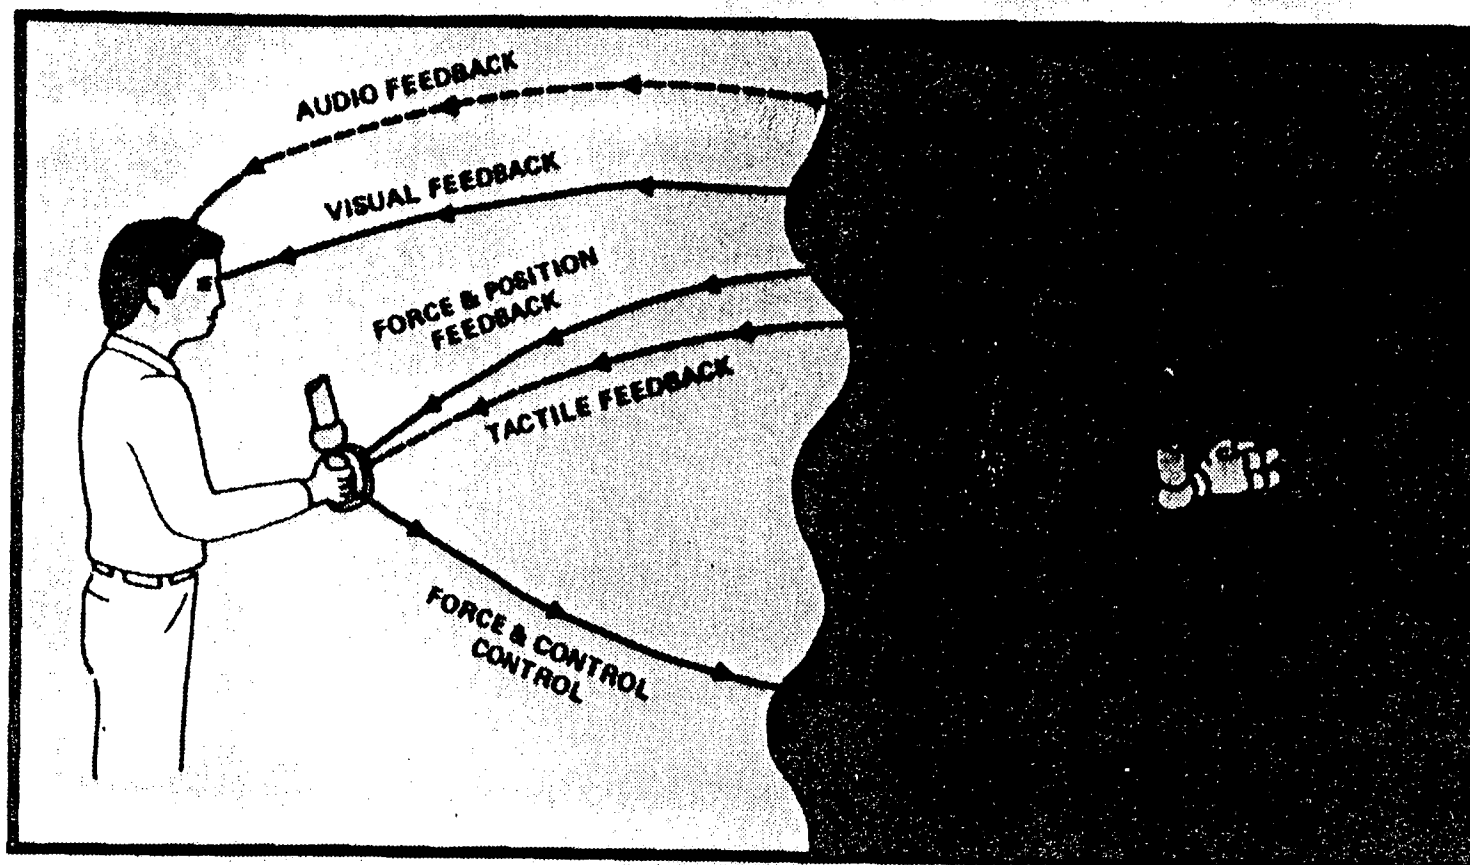 AUDIO FEEDBACK
VISUAL FEEDBACK
FORCE & POSITION
FEEDBACK
TACTILE FEEDBACK
FORCE & CONTROL
CONTROL